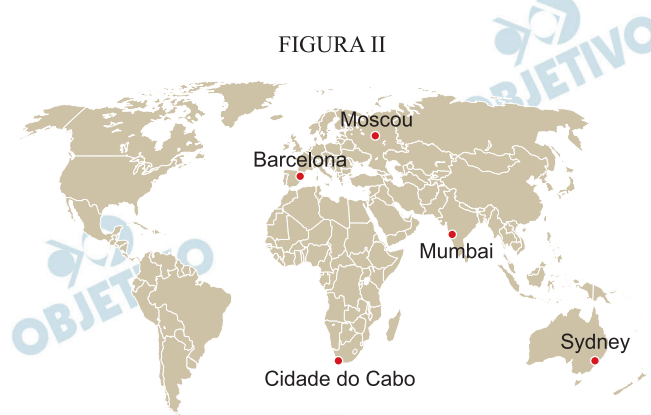 FIGURA II
OBJETIVO
Moscou
Barcelona
Mumbai
OBJETIVO
Sydney
Cidade do Cabo